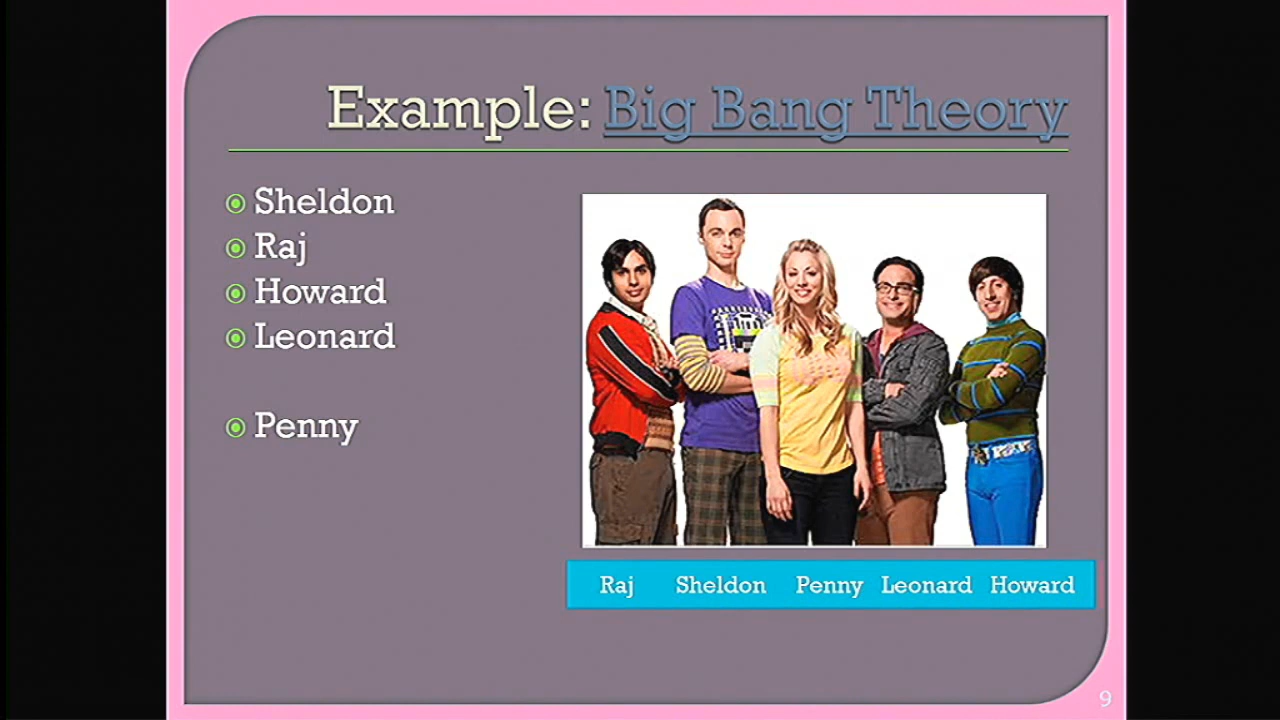 Example: Big Bang Theory
Sheldon
Raj
Howard
Leonard
Penny
Raj Sheldon Penny Leonard Howard
9